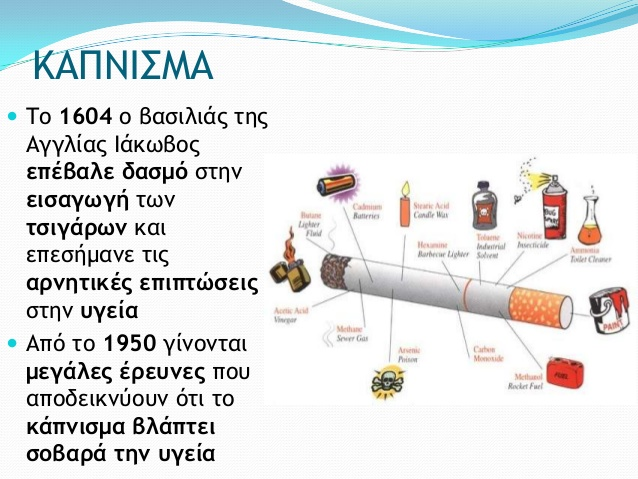 ΚΑΠΝΙΣΜΑ
Το 1604 ο βασιλιάς της
Αγγλίας Ιάκωβος
επέβαλε δασμό στην
εισαγωγή των
τσιγάρων και
επεσήμανε τις
αρνητικές επιπτώσεις
στην υγεία
Από το 1950 γίνονται
μεγάλες έρευνες που
αποδεικνύουν ότι το
κάπνισμα βλάπτει
σοβαρά την υγεία
Cadmium
Batteries
Stearic Acid
Candle Wax
Butane
Lighter
Fluid
Hexamine
Barbecue Lighter
Toluene
Industrial
Solvent
Nicotine
Insecticide
BUG
Ammonia
Toilet Cleaner
Acetic Acid
Vinegar
Methane
Sewer Gas
Arsenic
Poison
Carbon
Monoxide
Methanol
Rocket Fuel
PAINT